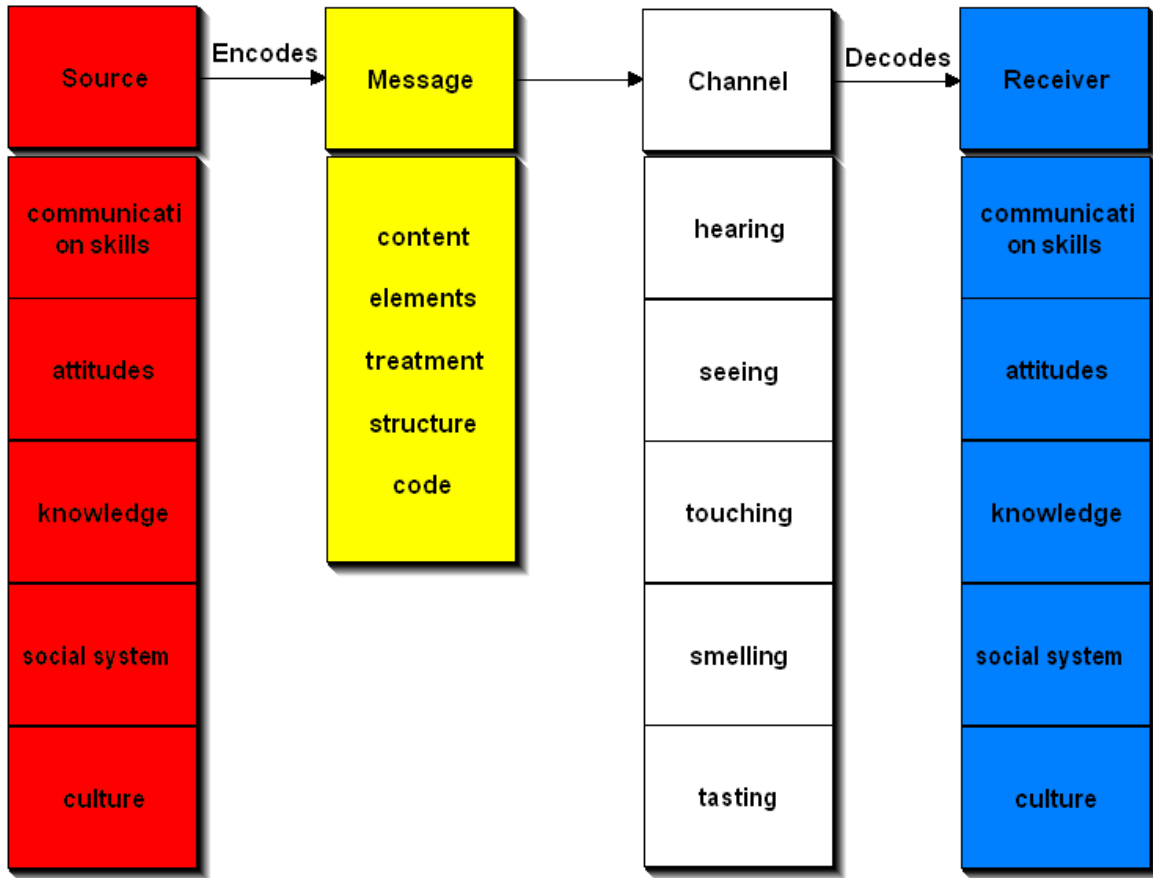 Source
Encodes
Message
Channel
Decodes
Receiver
communicati
on skills
attitudes
knowledge
social system
culture
content
elements
treatment
structure
code
hearing
seeing
touching
smelling
tasting
communicati
on skills
attitudes
knowledge
social system
culture